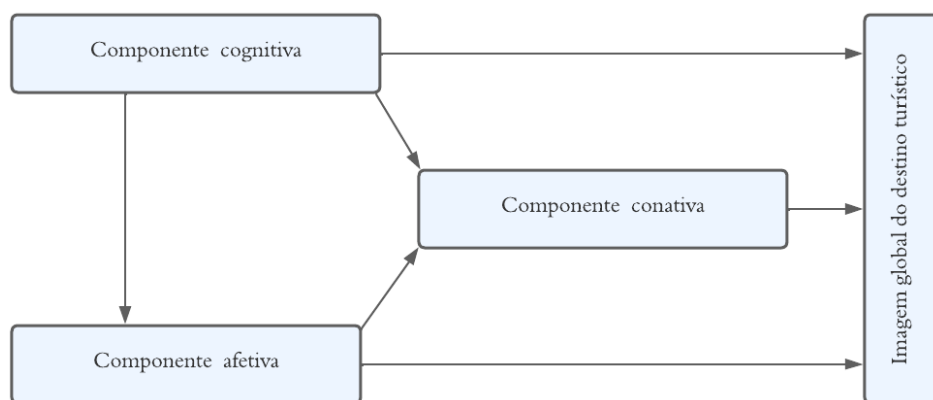 Componente cognitiva
Componente conativa
Componente afetiva
Imagem global do destino turístico